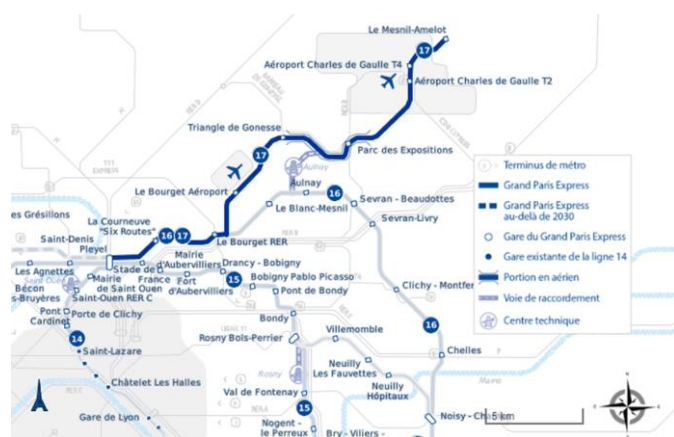 Le Mesnil-Amelot
17
Aéroport Charles de Gaulle T4
Aéroport Charles de Gaulle T2
Triangle de Gonesse
17
Parc des Expositions
Aulnay
Terminus de métro
Aulnay
16
Grand Paris Express
Le Bourget Aéroport
Sevran - Beaudottes
Grand Paris Express
au-delà de 2030
Le Blanc-Mesnil
es Grésillons
La Courneuve
"Six Routes"
Sevran-Livry
Gare du Grand Paris Express
16
17
Saint-Denis
Pleyel
Le Bourget RER
Gare existante de la ligne 14
Mairie
d'Aubervilliers
Drancy - Bobigny
Portion en aérien
Les Agnettes
Stade de
France
15
Bobigny Pablo Picasso
Voie de raccordement
Mairie
de Saint Ouen
Fort
d'Aubervilliers
Bécon
s-Bruyères
Saint-Ouen RER C
Pont de Bondy
Clichy - Montfer
Centre technique
Pont
Cardinet
Porte de Clichy
Bondy
16
LIGNE 11
Villemomble
14
Rosny Bois-Perrier
Saint-Lazare
Chelles
Neuilly
Les Fauvettes
Rosny
Marne
Châtelet Les Halles
Neuilly
Hôpitaux
RER C
Val de Fontenay
RER A
15
Gare de Lyon
Noisy - Ch
5 km
Nogent -
le Perreux
Bry - Villiers -